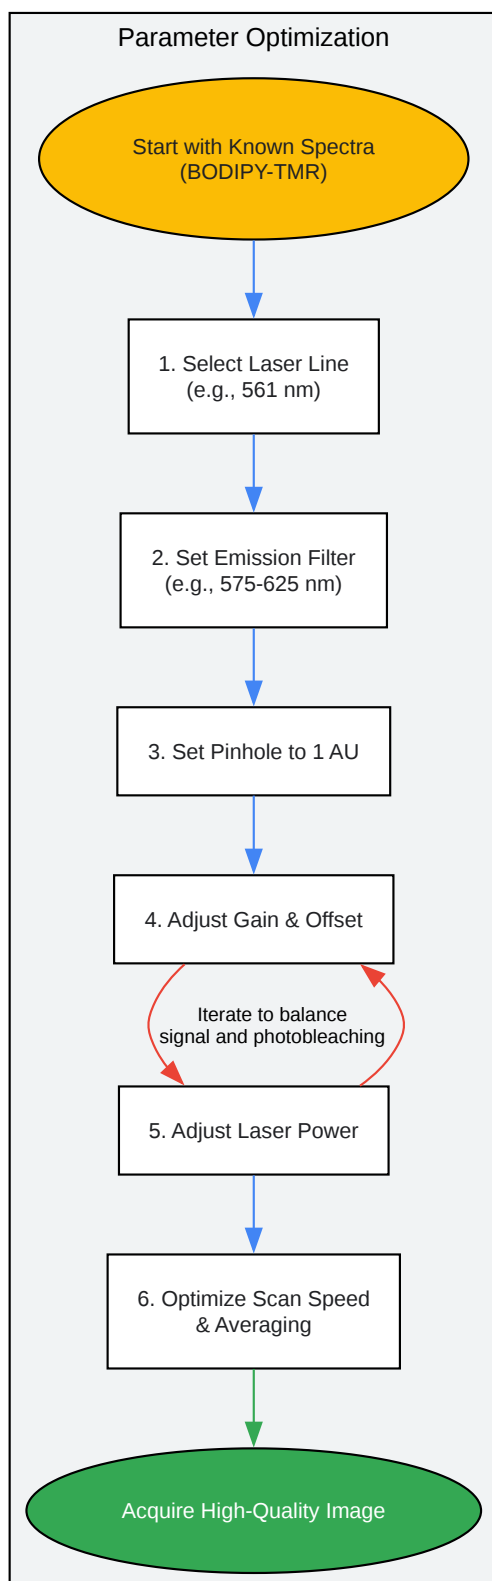 Parameter Optimization
Start with Known Spectra
(BODIPY-TMR)
1. Select Laser Line
(e.g., 561 nm)
2. Set Emission Filter
(e.g., 575-625 nm)
3. Set Pinhole to 1 AU
4. Adjust Gain & Offset
Iterate to balance
signal and photobleaching
5. Adjust Laser Power
6. Optimize Scan Speed
& Averaging
Acquire High-Quality Image